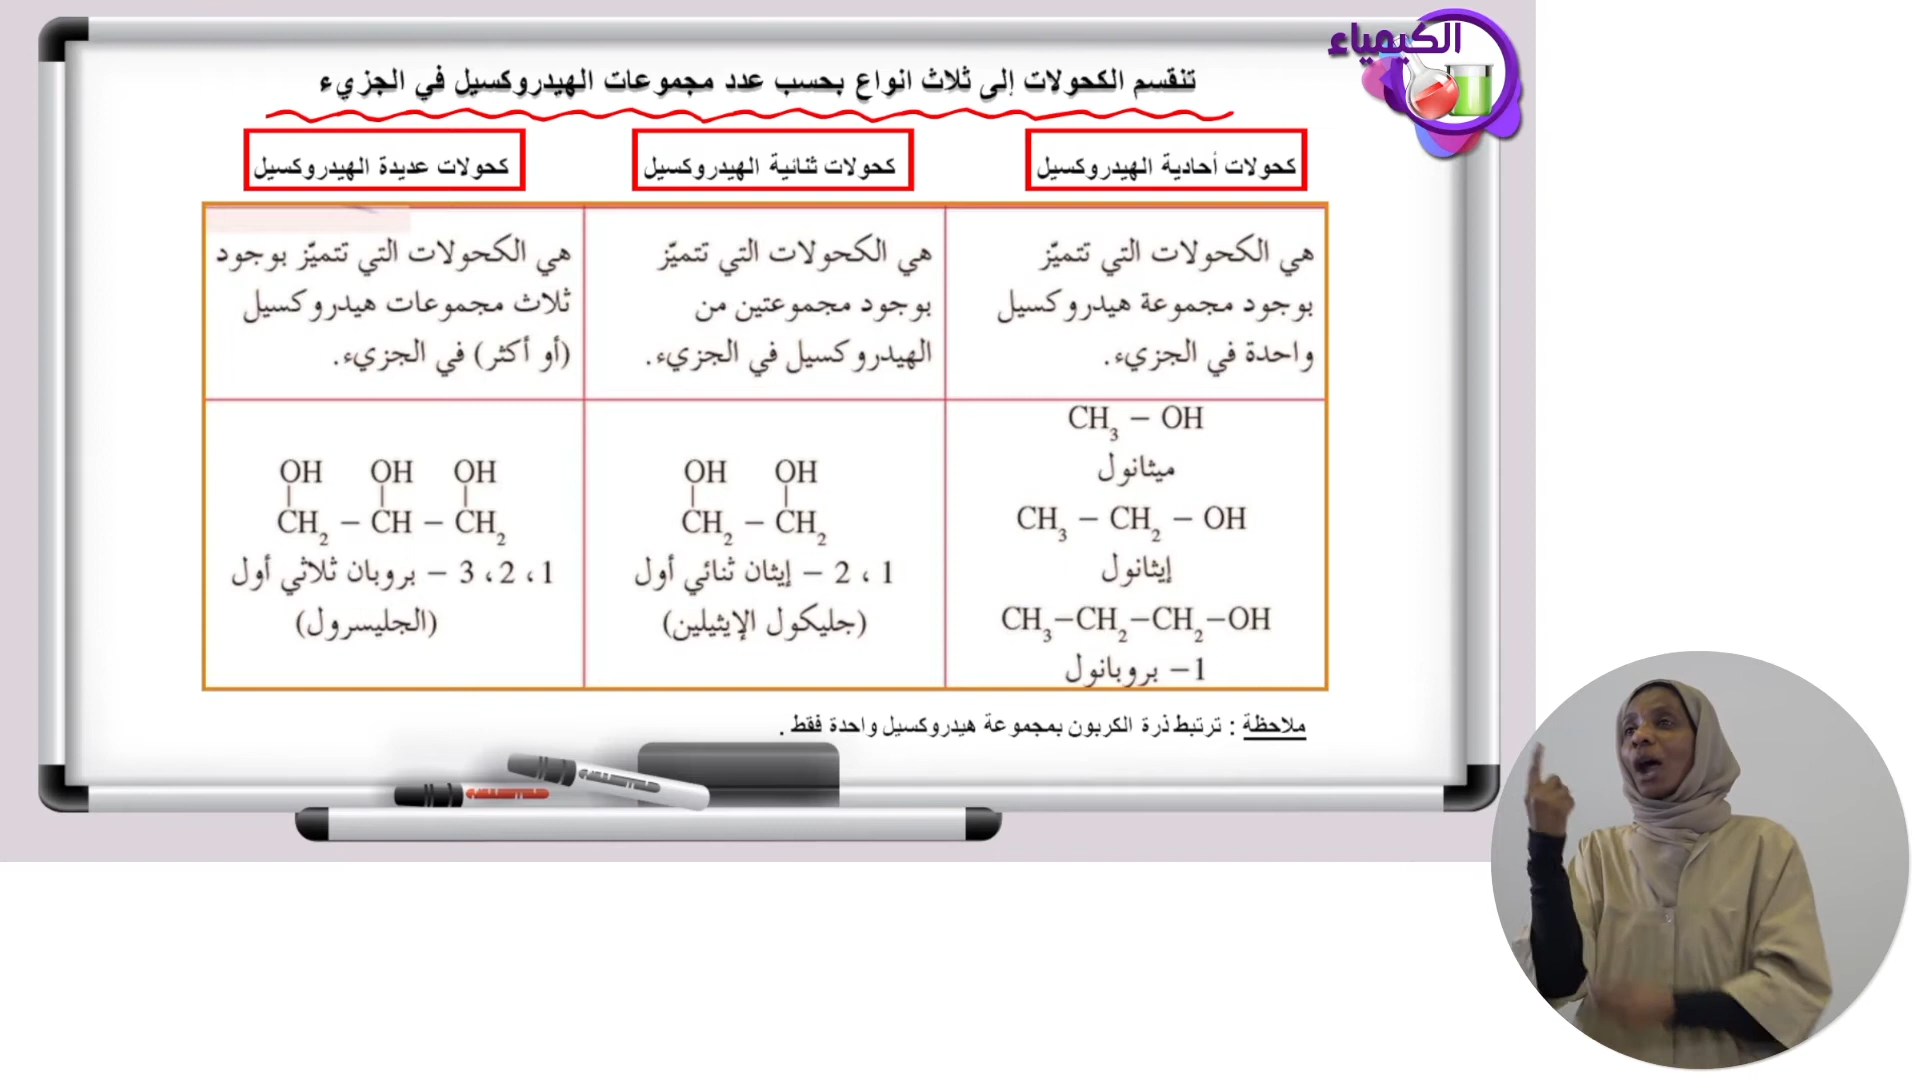 الكيمياء
تنقسم الكحولات إلى ثلاث انواع بحسب عدد مجموعات الهيدروكسيل في الجزيء
كحولات أحادية الهيدروكسيل
كحولات ثنائية الهيدروكسيل
كحولات عديدة الهيدروكسيل
هي الكحولات التي تتميّز
بوجود مجموعة هيدروكسيل
واحدة في الجزيء.
هي الكحولات التي تتميّز
بوجود مجموعتين من
الهيدروكسيل في الجزيء.
هي الكحولات التي تتميّز بوجود
ثلاث مجموعات هيدروكسيل
(أو أكثر) في الجزيء.
CH₃ – OH
ميثانول
CH₃ – CH₂ – OH
إيثانول
CH₃–CH₂–CH₂–OH
1– بروبانول
OH OH
CH₂ – CH₂
1 ، 2 – إيثان ثنائي أول
(جليكول الإيثيلين)
OH OH OH
CH₂ – CH – CH₂
1، 2، 3 – بروبان ثلاثي أول
(الجليسرول)
ملاحظة : ترتبط ذرة الكربون بمجموعة هيدروكسيل واحدة فقط .